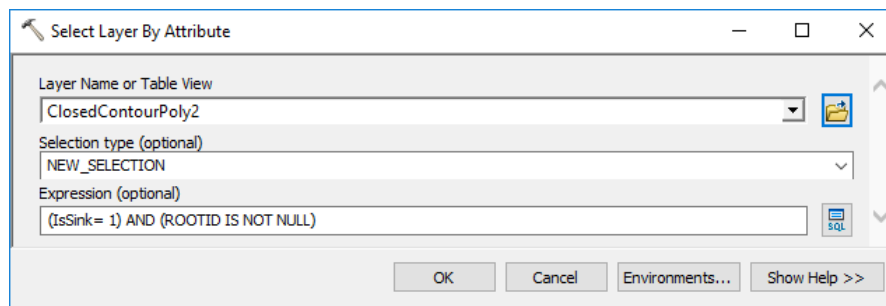 Select Layer By Attribute
Layer Name or Table View
ClosedContourPoly2
Selection type (optional)
NEW_SELECTION
Expression (optional)
(IsSink= 1) AND (ROOTID IS NOT NULL)
SQL
OK Cancel Environments... Show Help >>